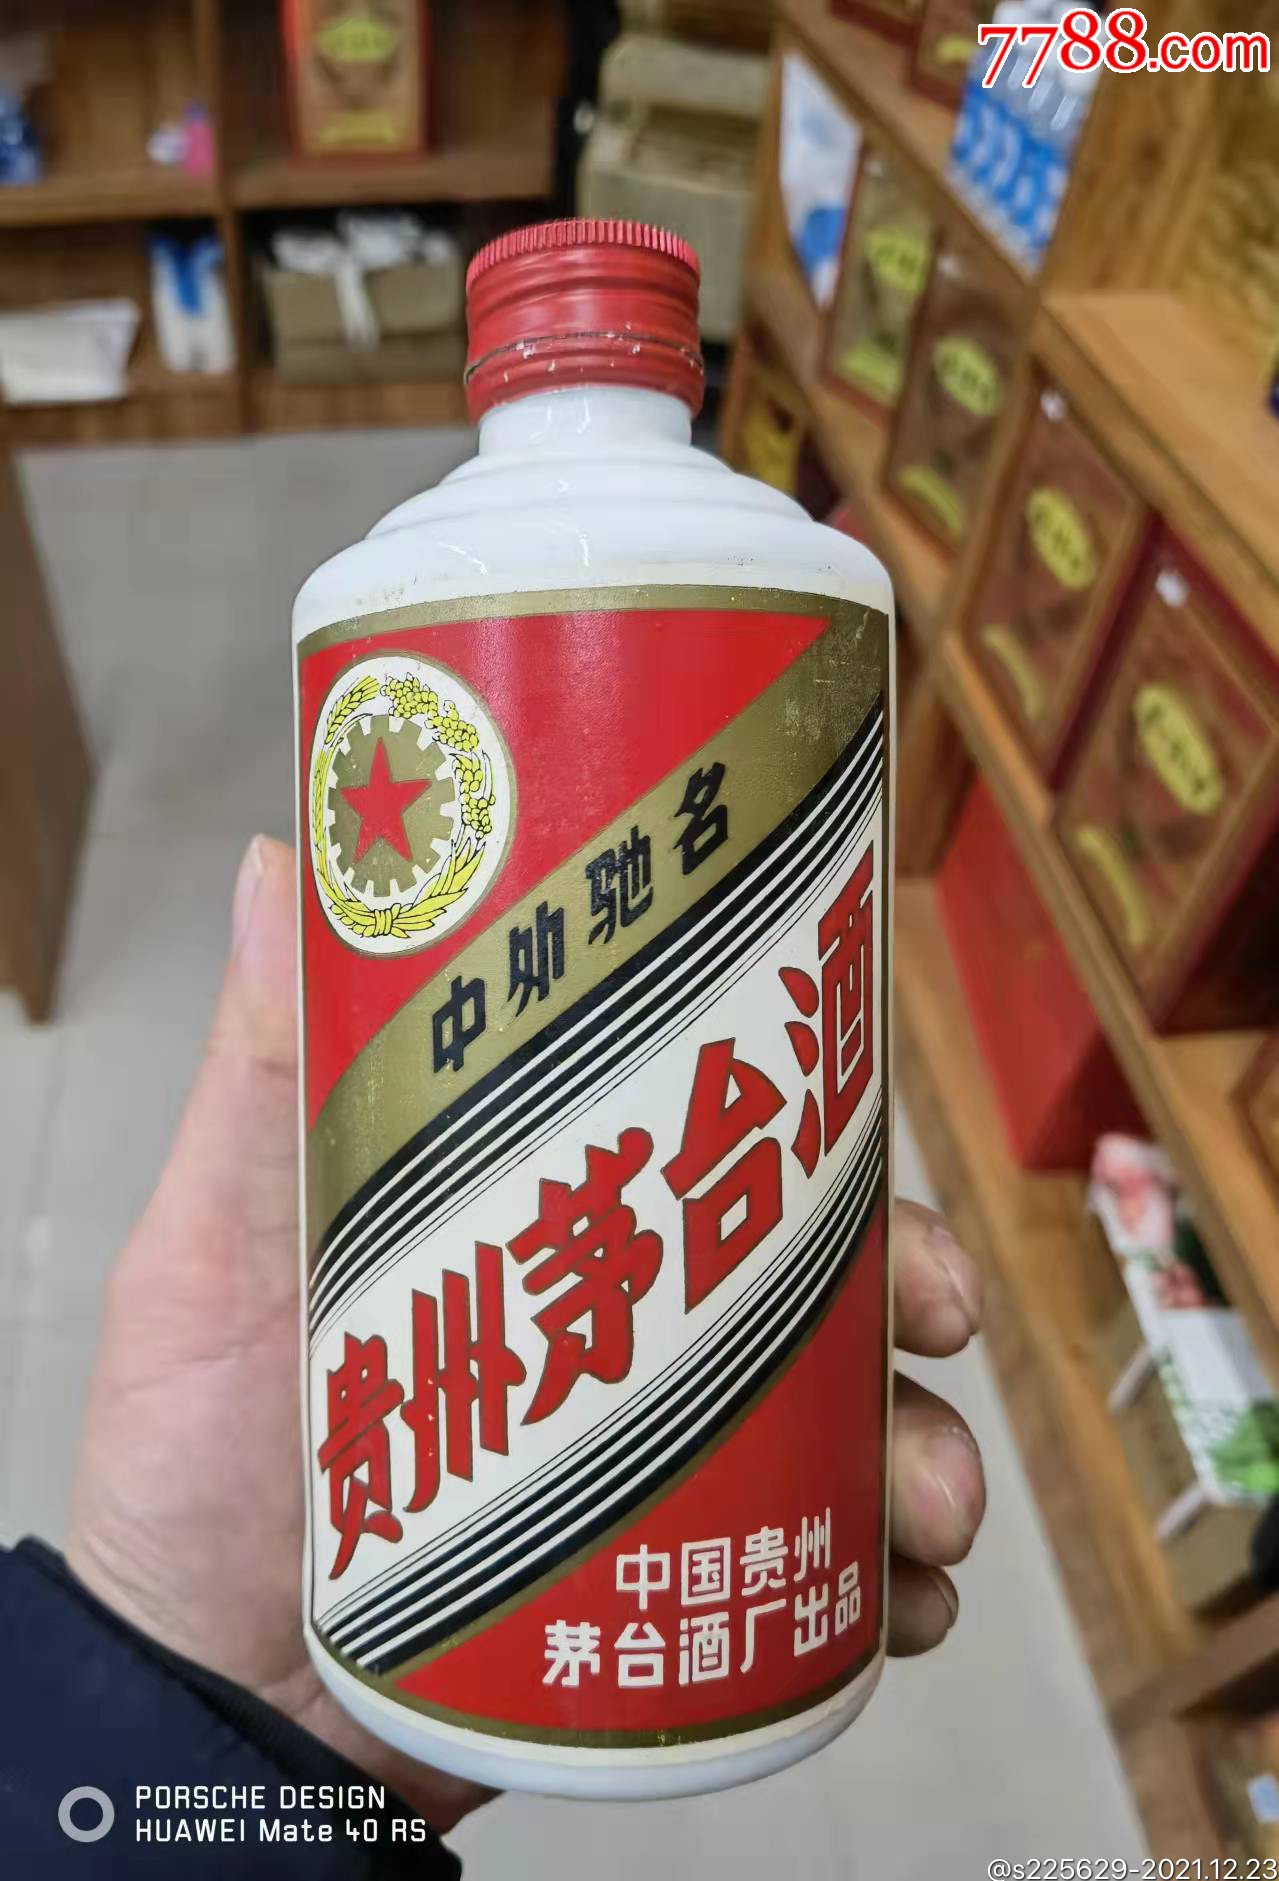 7788.com
中外驰名
贵州茅台酒
中国贵州
茅台酒厂出品
PORSCHE DESIGN
HUAWEI Mate 40 RS
@s225629-2021.12.23